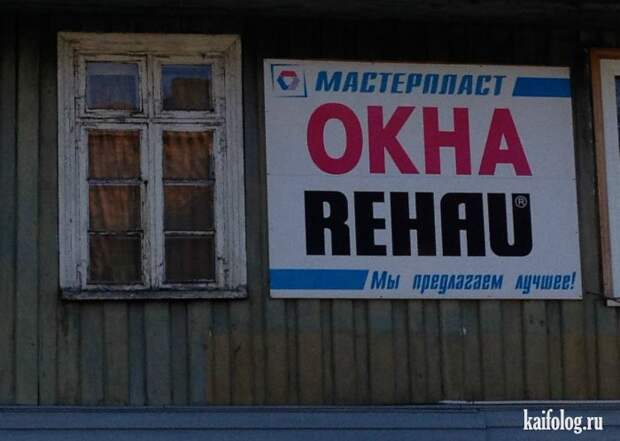 МАСТЕРПЛАСТ
ОКНА
REHAU®
Мы предлагаем лучшее!
kaifolog.ru